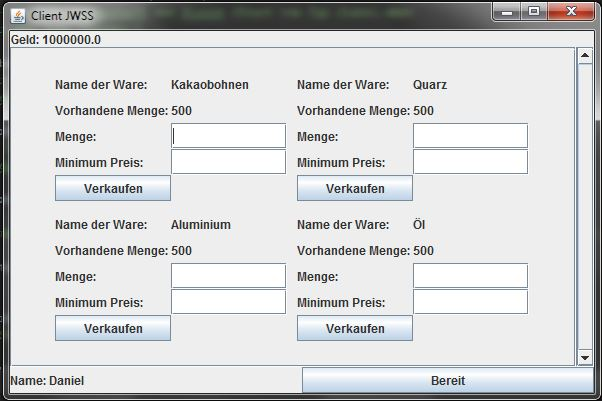 Client JWSS
Geld: 1000000.0
Name der Ware: Kakaobohnen Name der Ware: Quarz
Vorhandene Menge: 500 Vorhandene Menge: 500
Menge: Menge:
Minimum Preis: Minimum Preis:
Verkaufen Verkaufen
Name der Ware: Aluminium Name der Ware: Öl
Vorhandene Menge: 500 Vorhandene Menge: 500
Menge: Menge:
Minimum Preis: Minimum Preis:
Verkaufen Verkaufen
Name: Daniel Bereit